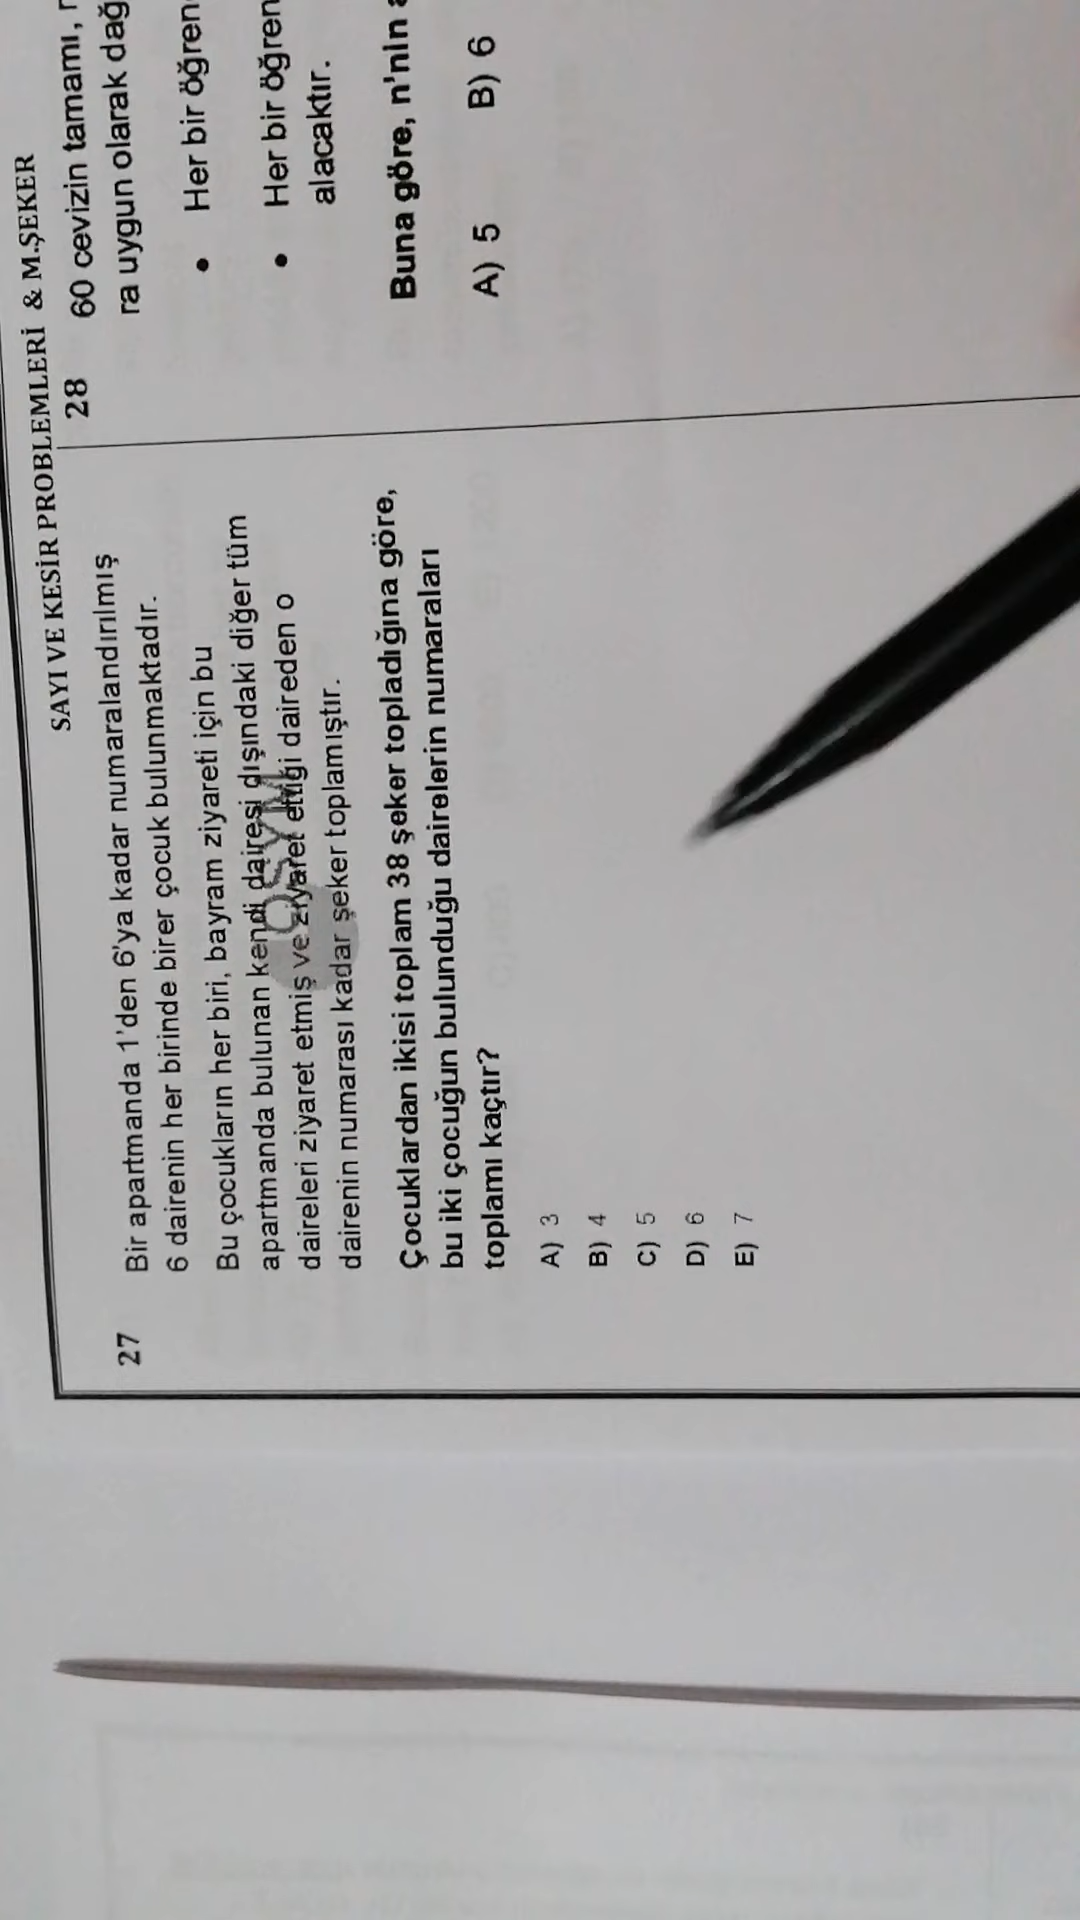 SAYI VE KESİR PROBLEMLERİ & M.ŞEKER
27
Bir apartmanda 1'den 6'ya kadar numaralandırılmış
6 dairenin her birinde birer çocuk bulunmaktadır.
Bu çocukların her biri, bayram ziyareti için bu
apartmanda bulunan kendi dairesi dışındaki diğer tüm
daireleri ziyaret etmiş ve ziyaret ettiği daireden o
dairenin numarası kadar şeker toplamıştır.
ÖSYM
Çocuklardan ikisi toplam 38 şeker topladığına göre,
bu iki çocuğun bulunduğu dairelerin numaraları
toplamı kaçtır?
A) 3
B) 4
C) 5
D) 6
E) 7
28
60 cevizin tamamı,
ra uygun olarak
• Her bir
• Her bir
alacaktır.
Buna göre, n'nin
A) 5 B) 6